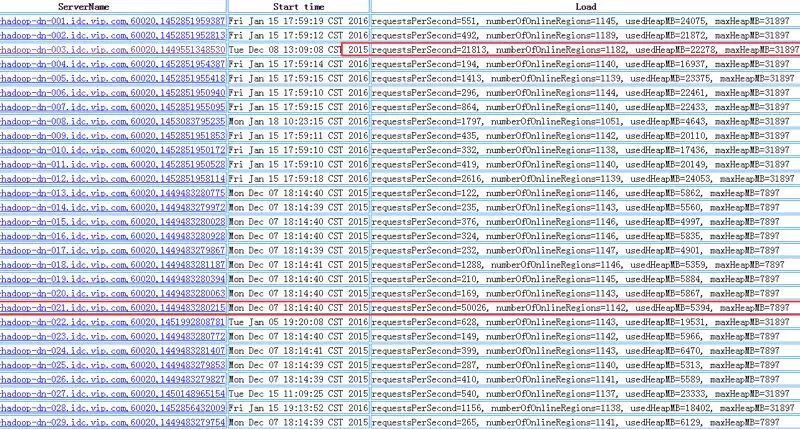 ServerName Start time Load
-hadoop-dn-001.idc.vip.com,60020,1452851959387 Fri Jan 15 17:59:19 CST 2016 requestsPerSecond=551, numberOfOnlineRegions=1145, usedHeapMB=24075, maxHeapMB=31897
-hadoop-dn-002.idc.vip.com,60020,1452851952813 Fri Jan 15 17:59:12 CST 2016 requestsPerSecond=492, numberOfOnlineRegions=1189, usedHeapMB=21872, maxHeapMB=31897
-hadoop-dn-003.idc.vip.com,60020,1449551348530 Tue Dec 08 13:09:08 CST 2015 requestsPerSecond=21813, numberOfOnlineRegions=1182, usedHeapMB=22278, maxHeapMB=31897
-hadoop-dn-004.idc.vip.com,60020,1452851954387 Fri Jan 15 17:59:14 CST 2016 requestsPerSecond=194, numberOfOnlineRegions=1140, usedHeapMB=16937, maxHeapMB=31897
-hadoop-dn-005.idc.vip.com,60020,1452851955418 Fri Jan 15 17:59:15 CST 2016 requestsPerSecond=1413, numberOfOnlineRegions=1139, usedHeapMB=23375, maxHeapMB=31897
-hadoop-dn-006.idc.vip.com,60020,1452851950940 Fri Jan 15 17:59:10 CST 2016 requestsPerSecond=296, numberOfOnlineRegions=1144, usedHeapMB=22461, maxHeapMB=31897
-hadoop-dn-007.idc.vip.com,60020,1452851955095 Fri Jan 15 17:59:15 CST 2016 requestsPerSecond=864, numberOfOnlineRegions=1140, usedHeapMB=22433, maxHeapMB=31897
-hadoop-dn-008.idc.vip.com,60020,1453083795235 Mon Jan 18 10:23:15 CST 2016 requestsPerSecond=1797, numberOfOnlineRegions=1051, usedHeapMB=4643, maxHeapMB=31897
-hadoop-dn-009.idc.vip.com,60020,1452851951853 Fri Jan 15 17:59:11 CST 2016 requestsPerSecond=435, numberOfOnlineRegions=1142, usedHeapMB=20110, maxHeapMB=31897
-hadoop-dn-010.idc.vip.com,60020,1452851950172 Fri Jan 15 17:59:10 CST 2016 requestsPerSecond=332, numberOfOnlineRegions=1138, usedHeapMB=17436, maxHeapMB=31897
-hadoop-dn-011.idc.vip.com,60020,1452851950528 Fri Jan 15 17:59:10 CST 2016 requestsPerSecond=419, numberOfOnlineRegions=1140, usedHeapMB=20149, maxHeapMB=31897
-hadoop-dn-012.idc.vip.com,60020,1452851958114 Fri Jan 15 17:59:18 CST 2016 requestsPerSecond=2616, numberOfOnlineRegions=1139, usedHeapMB=24053, maxHeapMB=31897
-hadoop-dn-013.idc.vip.com,60020,1449483280775 Mon Dec 07 18:14:40 CST 2015 requestsPerSecond=122, numberOfOnlineRegions=1146, usedHeapMB=5862, maxHeapMB=7897
-hadoop-dn-014.idc.vip.com,60020,1449483279972 Mon Dec 07 18:14:39 CST 2015 requestsPerSecond=235, numberOfOnlineRegions=1143, usedHeapMB=5560, maxHeapMB=7897
-hadoop-dn-015.idc.vip.com,60020,1449483280028 Mon Dec 07 18:14:40 CST 2015 requestsPerSecond=376, numberOfOnlineRegions=1146, usedHeapMB=4997, maxHeapMB=7897
-hadoop-dn-016.idc.vip.com,60020,1449483280928 Mon Dec 07 18:14:40 CST 2015 requestsPerSecond=324, numberOfOnlineRegions=1146, usedHeapMB=5835, maxHeapMB=7897
-hadoop-dn-017.idc.vip.com,60020,1449483279867 Mon Dec 07 18:14:39 CST 2015 requestsPerSecond=232, numberOfOnlineRegions=1147, usedHeapMB=4901, maxHeapMB=7897
-hadoop-dn-018.idc.vip.com,60020,1449483281187 Mon Dec 07 18:14:41 CST 2015 requestsPerSecond=1288, numberOfOnlineRegions=1146, usedHeapMB=5359, maxHeapMB=7897
-hadoop-dn-019.idc.vip.com,60020,1449483280394 Mon Dec 07 18:14:40 CST 2015 requestsPerSecond=210, numberOfOnlineRegions=1145, usedHeapMB=5884, maxHeapMB=7897
-hadoop-dn-020.idc.vip.com,60020,1449483280063 Mon Dec 07 18:14:40 CST 2015 requestsPerSecond=169, numberOfOnlineRegions=1143, usedHeapMB=5867, maxHeapMB=7897
-hadoop-dn-021.idc.vip.com,60020,1449483280215 Mon Dec 07 18:14:40 CST 2015 requestsPerSecond=50026, numberOfOnlineRegions=1142, usedHeapMB=5394, maxHeapMB=7897
-hadoop-dn-022.idc.vip.com,60020,1451992808781 Tue Jan 05 19:20:08 CST 2016 requestsPerSecond=628, numberOfOnlineRegions=1143, usedHeapMB=19531, maxHeapMB=31897
-hadoop-dn-023.idc.vip.com,60020,1449483280772 Mon Dec 07 18:14:40 CST 2015 requestsPerSecond=149, numberOfOnlineRegions=1142, usedHeapMB=5966, maxHeapMB=7897
-hadoop-dn-024.idc.vip.com,60020,1449483281407 Mon Dec 07 18:14:41 CST 2015 requestsPerSecond=399, numberOfOnlineRegions=1143, usedHeapMB=6470, maxHeapMB=7897
-hadoop-dn-025.idc.vip.com,60020,1449483279853 Mon Dec 07 18:14:39 CST 2015 requestsPerSecond=287, numberOfOnlineRegions=1140, usedHeapMB=5313, maxHeapMB=7897
-hadoop-dn-026.idc.vip.com,60020,1449483279827 Mon Dec 07 18:14:39 CST 2015 requestsPerSecond=410, numberOfOnlineRegions=1141, usedHeapMB=5589, maxHeapMB=7897
-hadoop-dn-027.idc.vip.com,60020,1450148965154 Tue Dec 15 11:09:25 CST 2015 requestsPerSecond=540, numberOfOnlineRegions=1137, usedHeapMB=23333, maxHeapMB=31897
-hadoop-dn-028.idc.vip.com,60020,1452856432009 Fri Jan 15 19:13:52 CST 2016 requestsPerSecond=1156, numberOfOnlineRegions=1138, usedHeapMB=18402, maxHeapMB=31897
-hadoop-dn-029.idc.vip.com,60020,1449483279754 Mon Dec 07 18:14:39 CST 2015 requestsPerSecond=265, numberOfOnlineRegions=1141, usedHeapMB=6129, maxHeapMB=7897